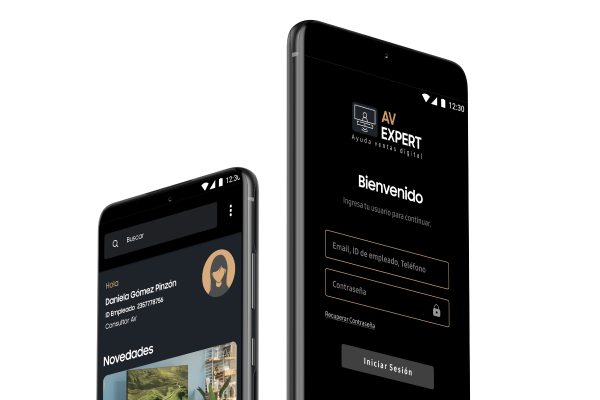 12:30
Buscar
Hola
Daniela Gómez Pinzón
ID Empleado 2357778756
Consultor AV
Novedades
12:30
AV
EXPERT
Ayuda ventas digital
Bienvenido
Ingresa tu usuario para continuar.
Email, ID de empleado, Teléfono
Contraseña
Recuperar Contraseña
Iniciar Sesión